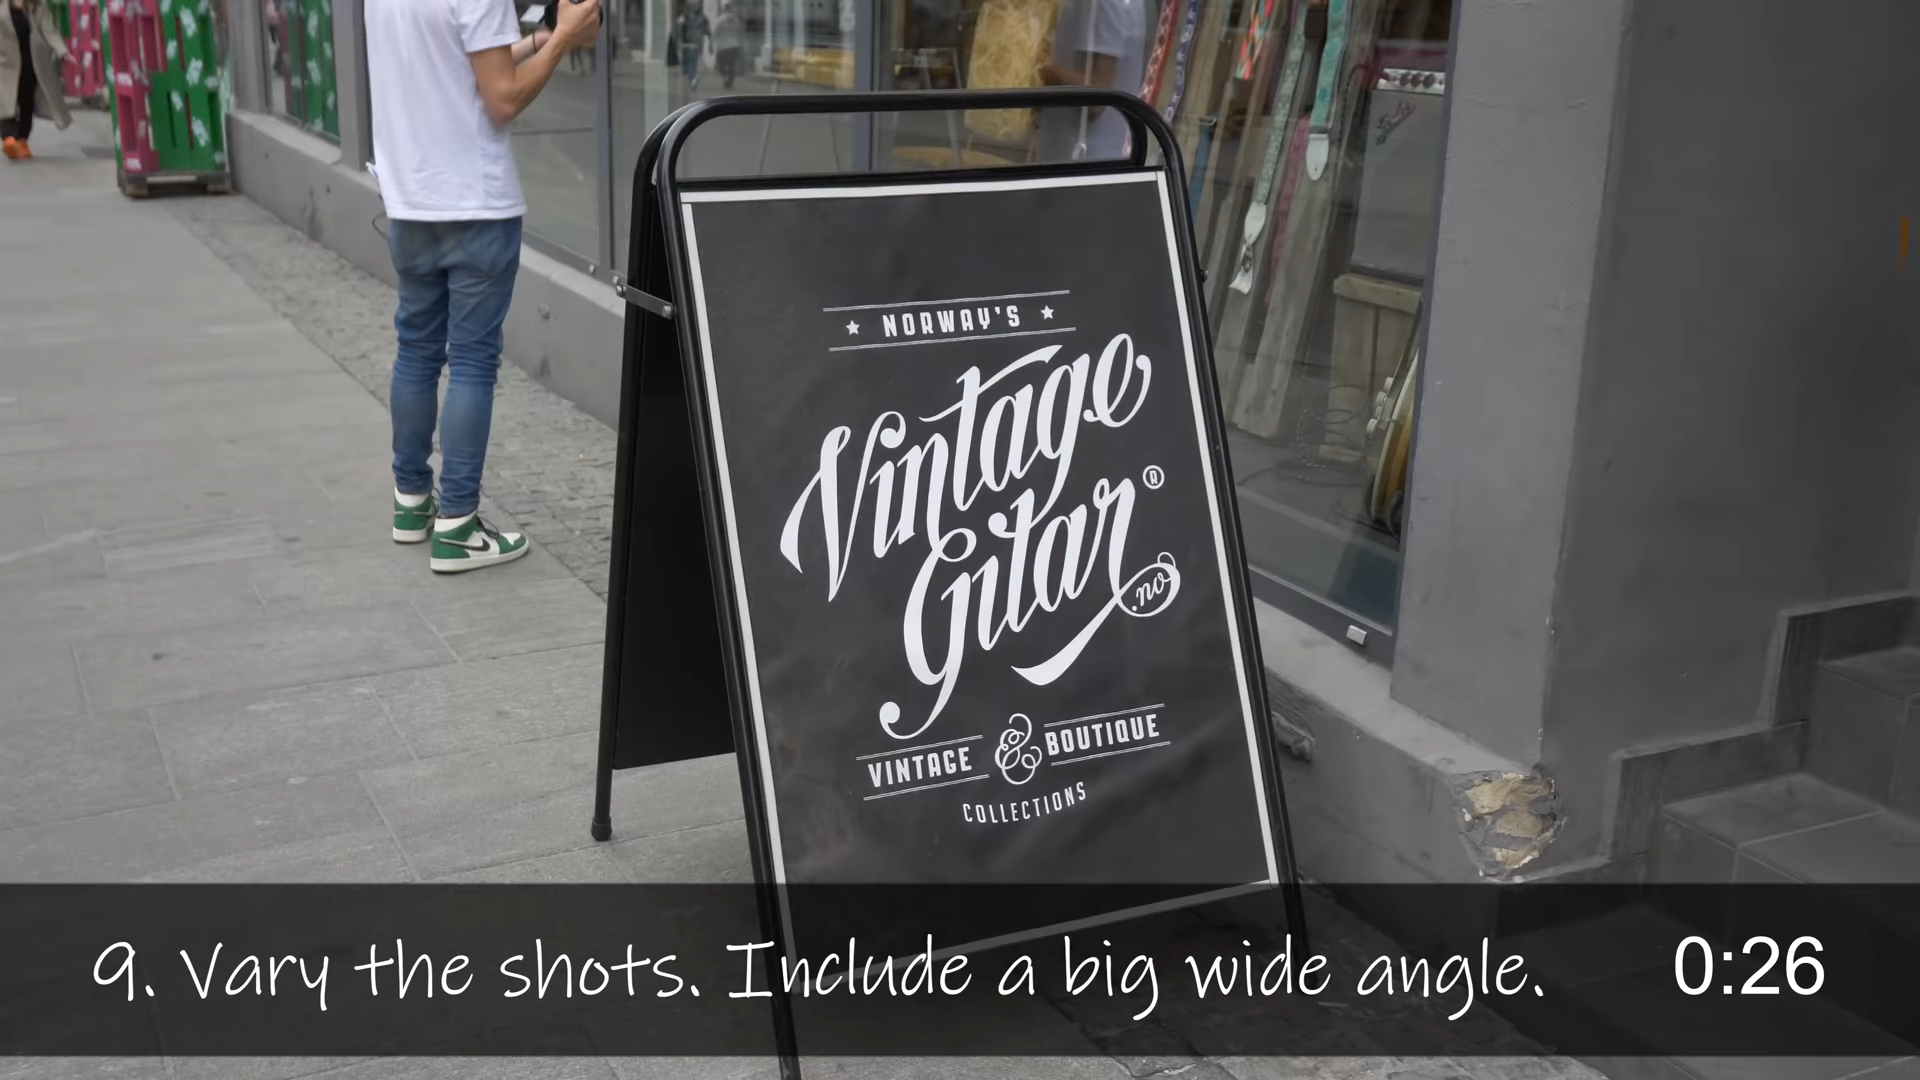 ★ NORWAY'S ★
Vintage
Gitar®
.no
VINTAGE & BOUTIQUE
COLLECTIONS
9. Vary the shots. Include a big wide angle.
0:26